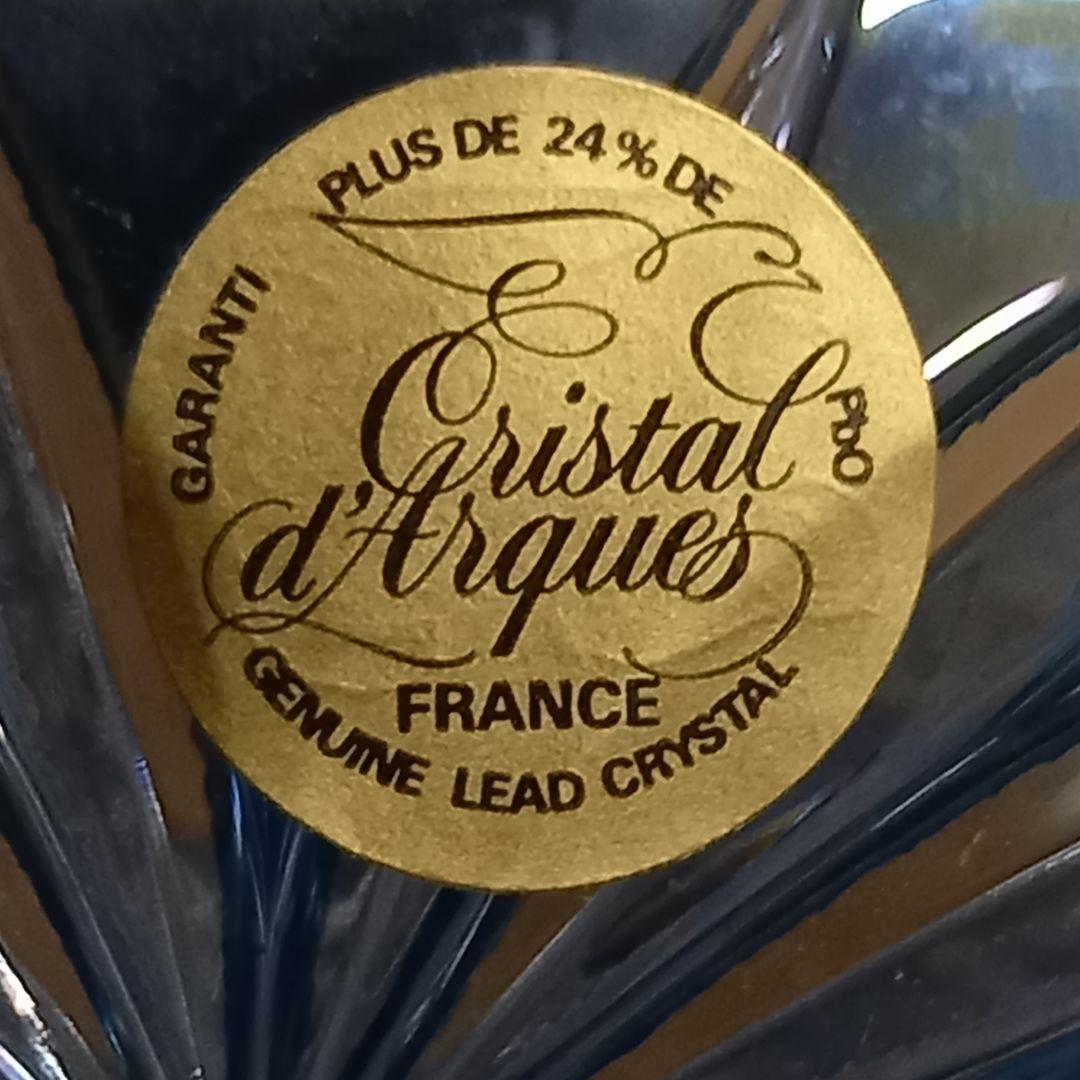 GARANTI PLUS DE 24% DE PbO
Cristal
d'Arques
FRANCE
GENUINE LEAD CRYSTAL